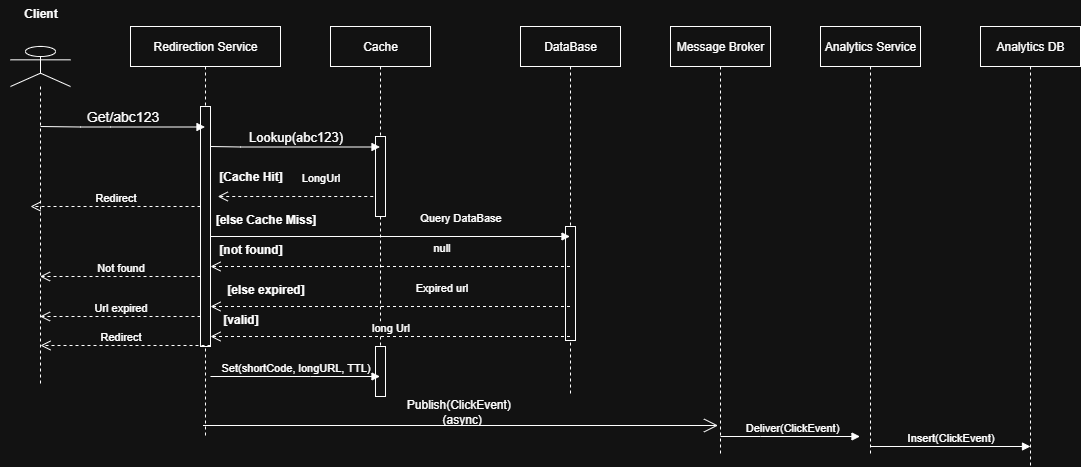 Client
Redirection Service
Cache
DataBase
Message Broker
Analytics Service
Analytics DB
Get/abc123
Lookup(abc123)
[Cache Hit]
LongUrl
Redirect
[else Cache Miss]
Query DataBase
[not found]
null
Not found
[else expired]
Expired url
Url expired
[valid]
long Url
Redirect
Set(shortCode, longURL, TTL)
Publish(ClickEvent)
(async)
Deliver(ClickEvent)
Insert(ClickEvent)